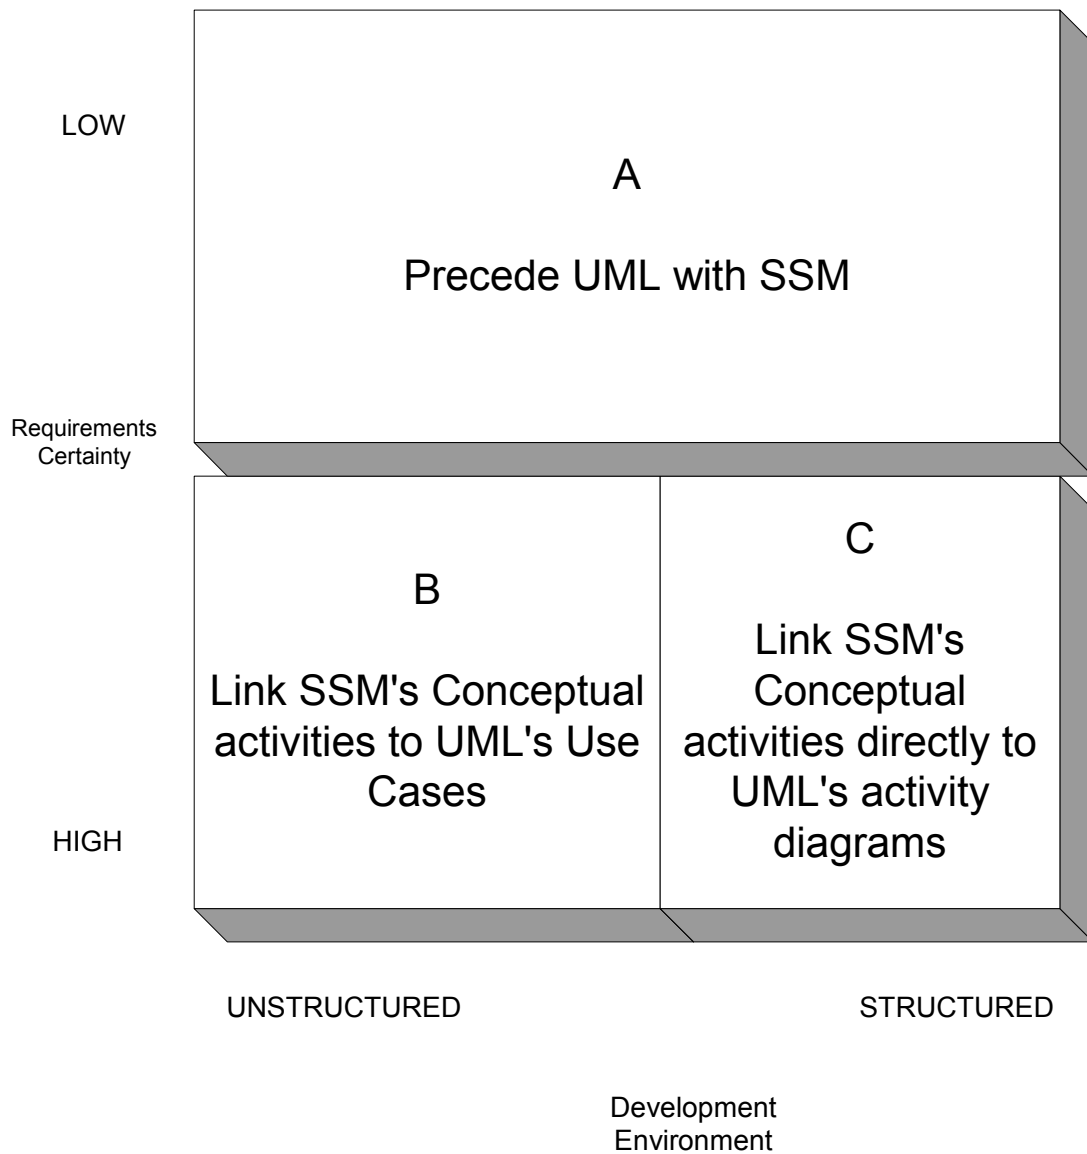 LOW
A
Precede UML with SSM
Requirements
Certainty
B
Link SSM's Conceptual
activities to UML's Use
Cases
C
Link SSM's
Conceptual
activities directly to
UML's activity
diagrams
HIGH
UNSTRUCTURED
STRUCTURED
Development
Environment